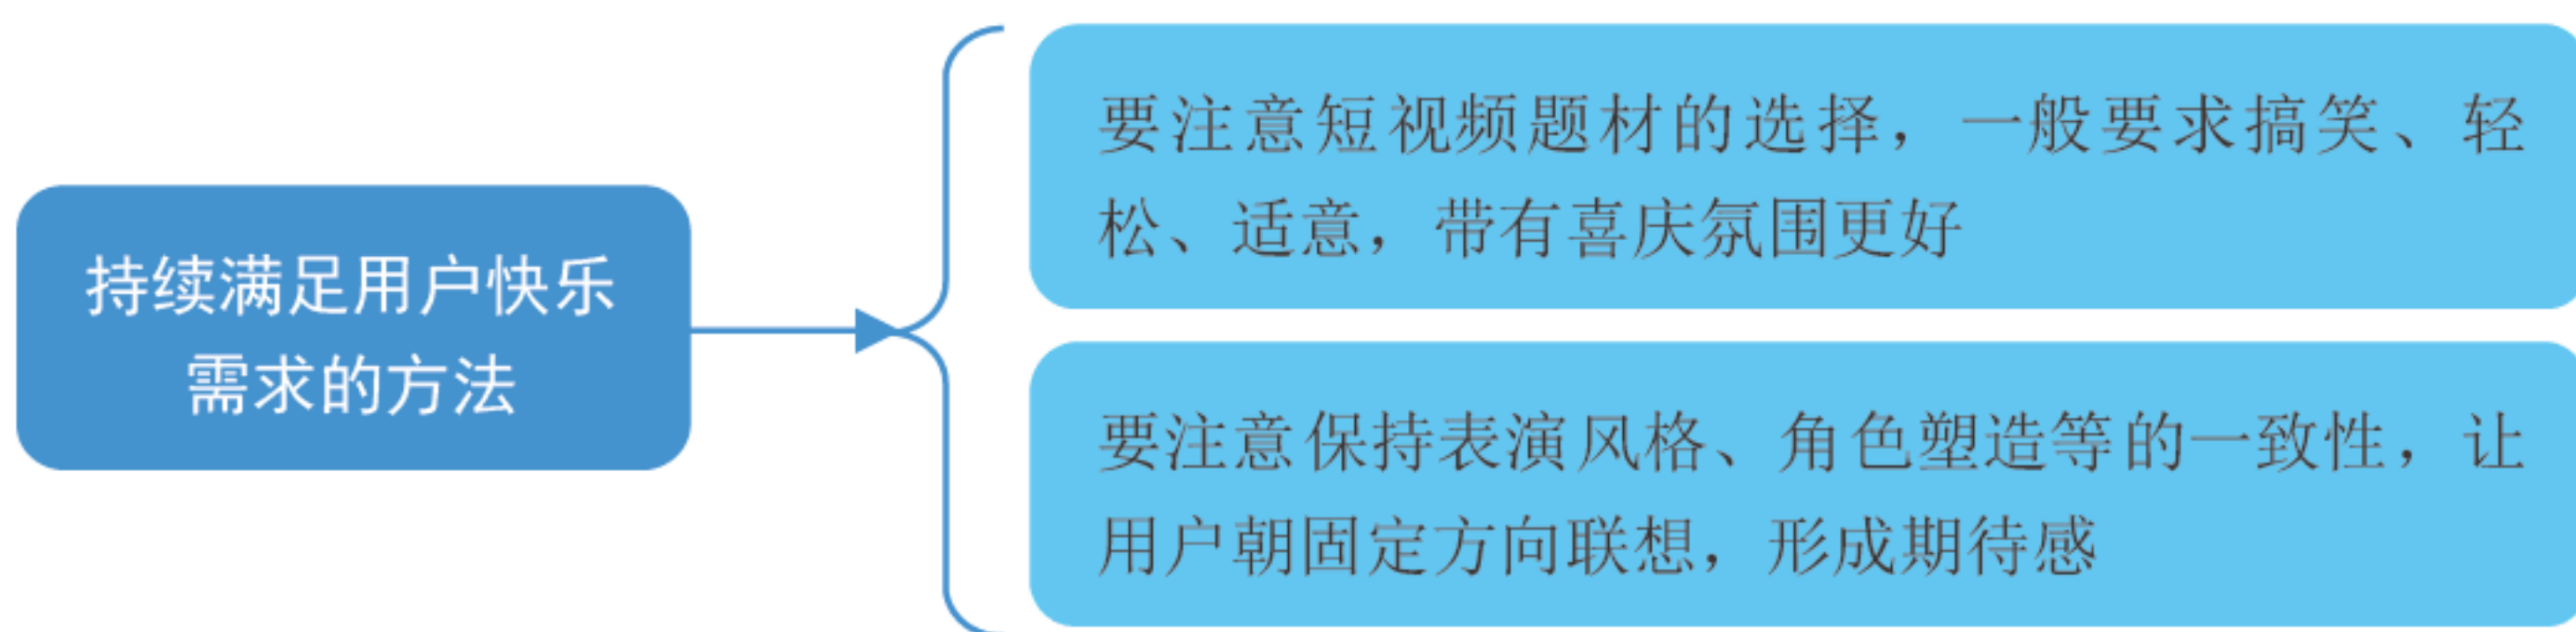 持续满足用户快乐
需求的方法
要注意短视频题材的选择，一般要求搞笑、轻
松、适意，带有喜庆氛围更好
要注意保持表演风格、角色塑造等的一致性，让
用户朝固定方向联想，形成期待感